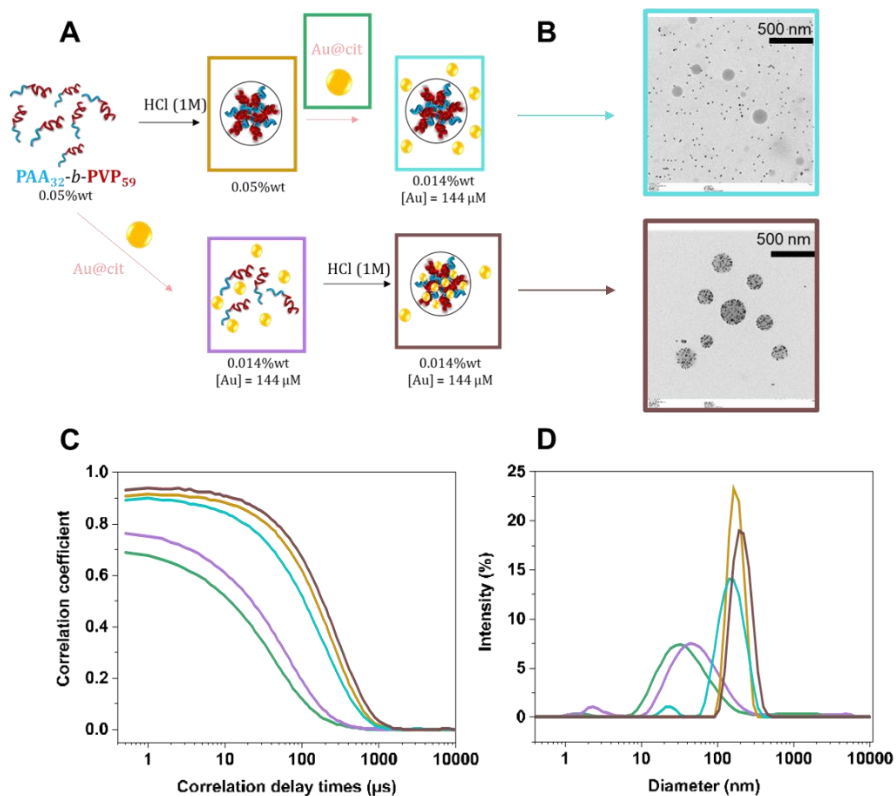 A
B
Au@cit
HCl (1M)
PAA32-b-PVP59
0.05%wt
0.05%wt
0.014%wt
[Au] = 144 µM
500 nm
Au@cit
HCl (1M)
0.014%wt
[Au] = 144 µM
0.014%wt
[Au] = 144 µM
500 nm
C
D
1.0
0.8
0.6
0.4
0.2
0.0
Correlation coefficient
1 10 100 1000 10000
Correlation delay times (µs)
25
20
15
10
5
0
Intensity (%)
1 10 100 1000 10000
Diameter (nm)